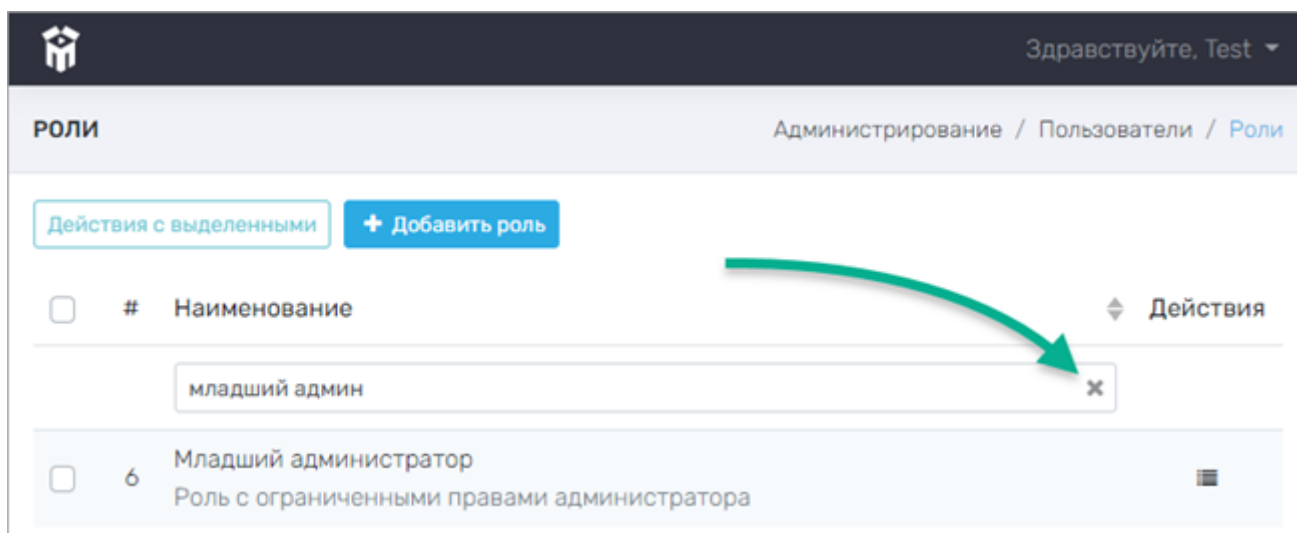 Здравствуйте, Test
РОЛИ
Администрирование / Пользователи / Роли
Действия с выделенными
+ Добавить роль
# Наименование Действия
младший админ
6 Младший администратор
Роль с ограниченными правами администратора